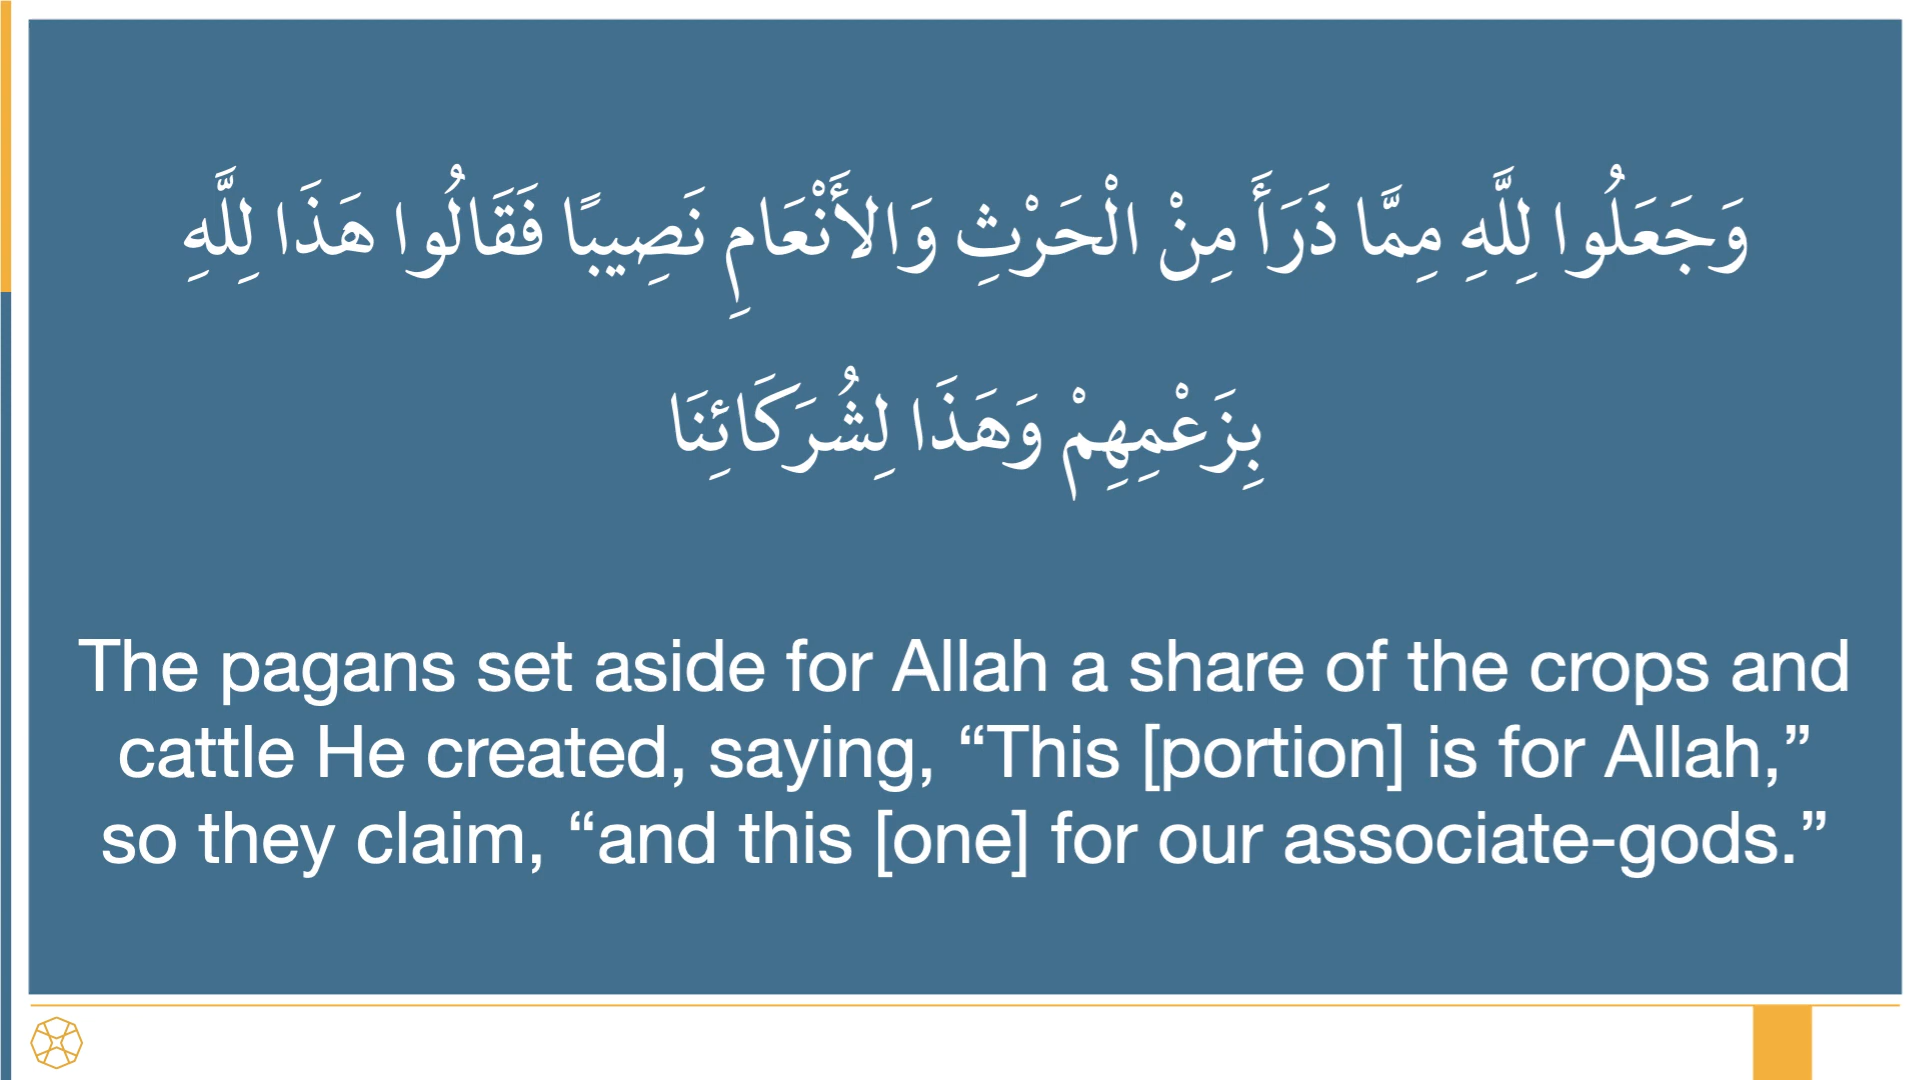 وَجَعَلُوا لِلَّهِ مِمَّا ذَرَأَ مِنْ الْحَرْثِ وَالأَنْعَامِ نَصِيبًا فَقَالُوا هَذَا لِلَّهِ
بِزَعْمِهِمْ وَهَذَا لِشُرَكَائِنَا
The pagans set aside for Allah a share of the crops and
cattle He created, saying, “This [portion] is for Allah,”
so they claim, “and this [one] for our associate-gods.”